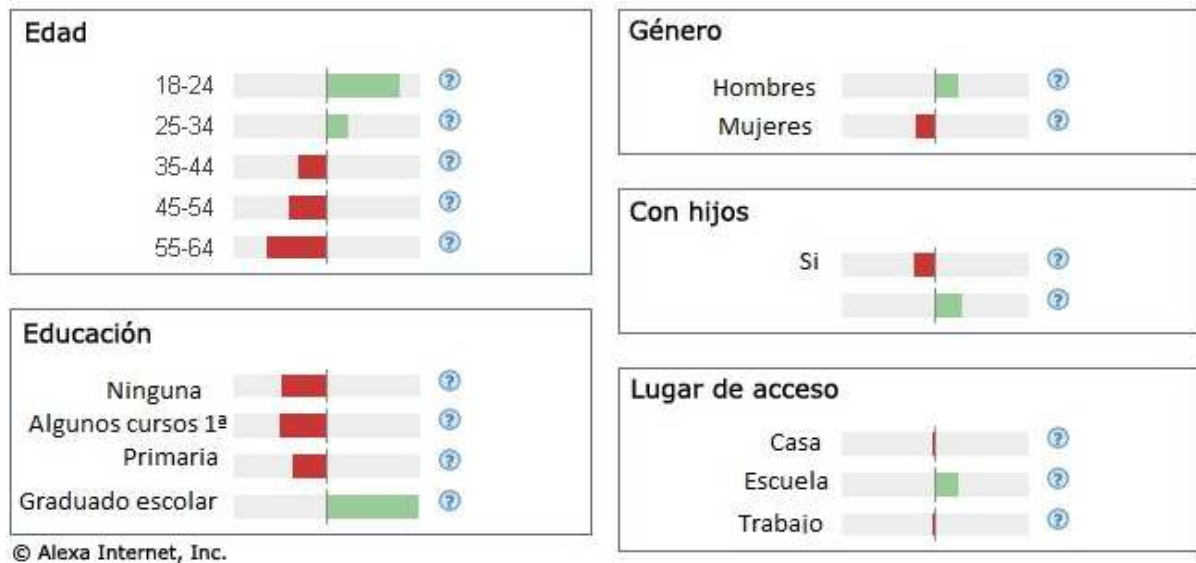 Edad
18-24
25-34
35-44
45-54
55-64
Educación
Ninguna
Algunos cursos 1ª
Primaria
Graduado escolar
© Alexa Internet, Inc.
Género
Hombres
Mujeres
Con hijos
Si
Lugar de acceso
Casa
Escuela
Trabajo